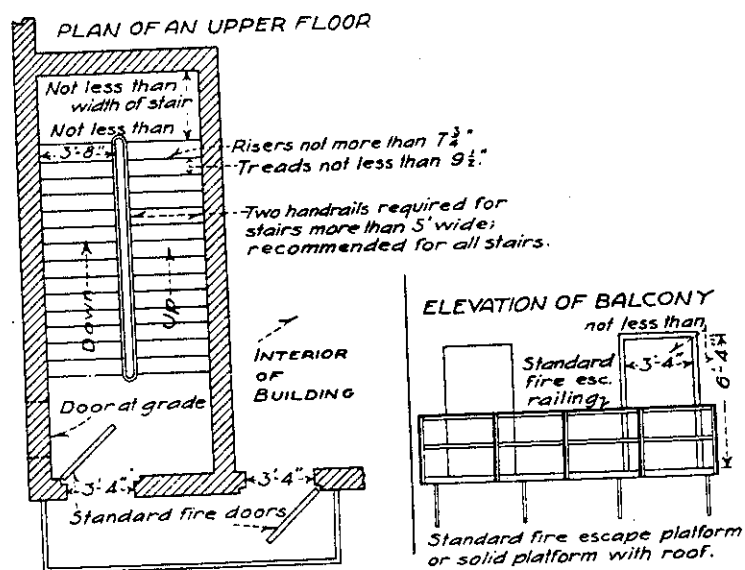 PLAN OF AN UPPER FLOOR
Not less than
width of stair
Not less than
3'-8"
Risers not more than 7 3/4"
Treads not less than 9 1/2"
Two handrails required for
stairs more than 5' wide;
recommended for all stairs.
Down
Up
INTERIOR
OF
BUILDING
Door at grade
3'-4"
3'-4"
Standard fire doors
ELEVATION OF BALCONY
not less than
Standard
fire esc.
railing
3'-4"
6'-4"
Standard fire escape platform
or solid platform with roof.